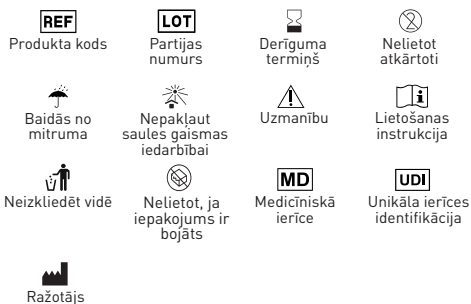 REF
LOT
Produkta kods
Partijas
numurs
Derīguma
termiņš
Nelietot
atkārtoti
2
Baidās no
mitruma
Nepakļaut
saules gaismas
iedarbībai
Uzmanību
Lietošanas
instrukcija
i
Neizkliedēt vidē
Nelietot, ja
iepakojums ir
bojāts
MD
Medicīniskā
ierīce
UDI
Unikāla ierīces
identifikācija
Ražotājs